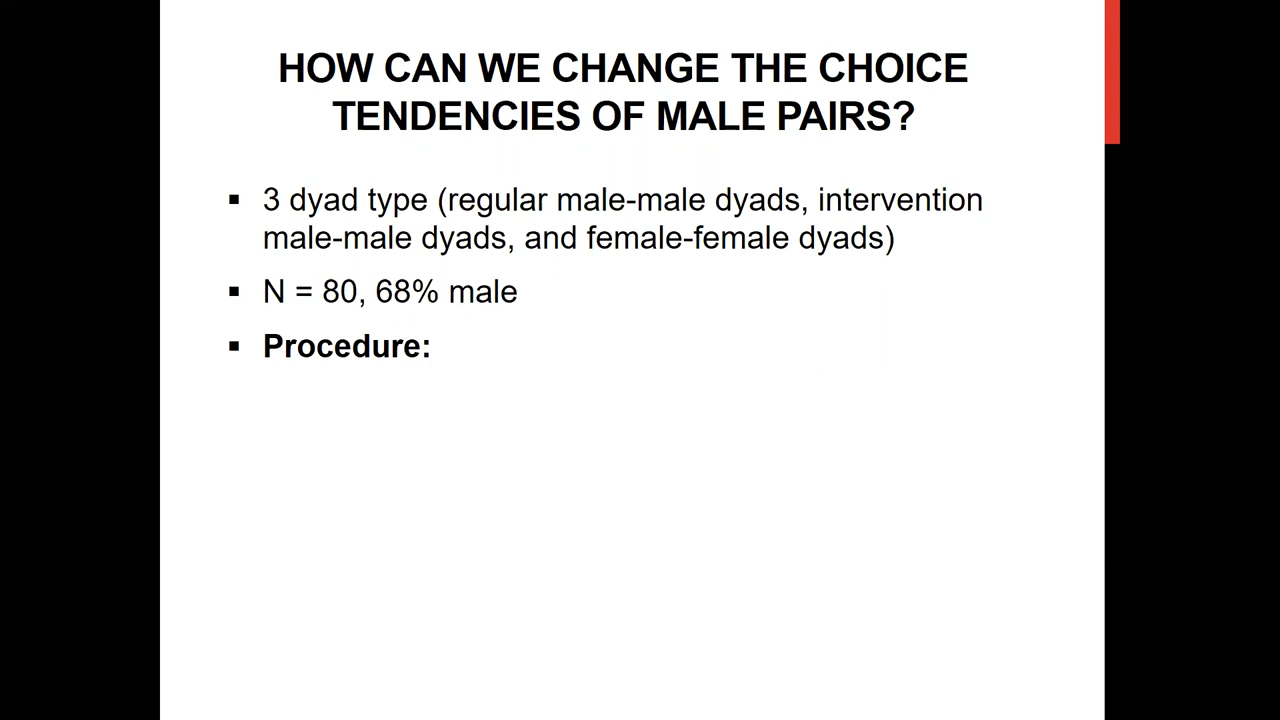 HOW CAN WE CHANGE THE CHOICE
TENDENCIES OF MALE PAIRS?
▪ 3 dyad type (regular male-male dyads, intervention
male-male dyads, and female-female dyads)
▪ N = 80, 68% male
▪ Procedure: